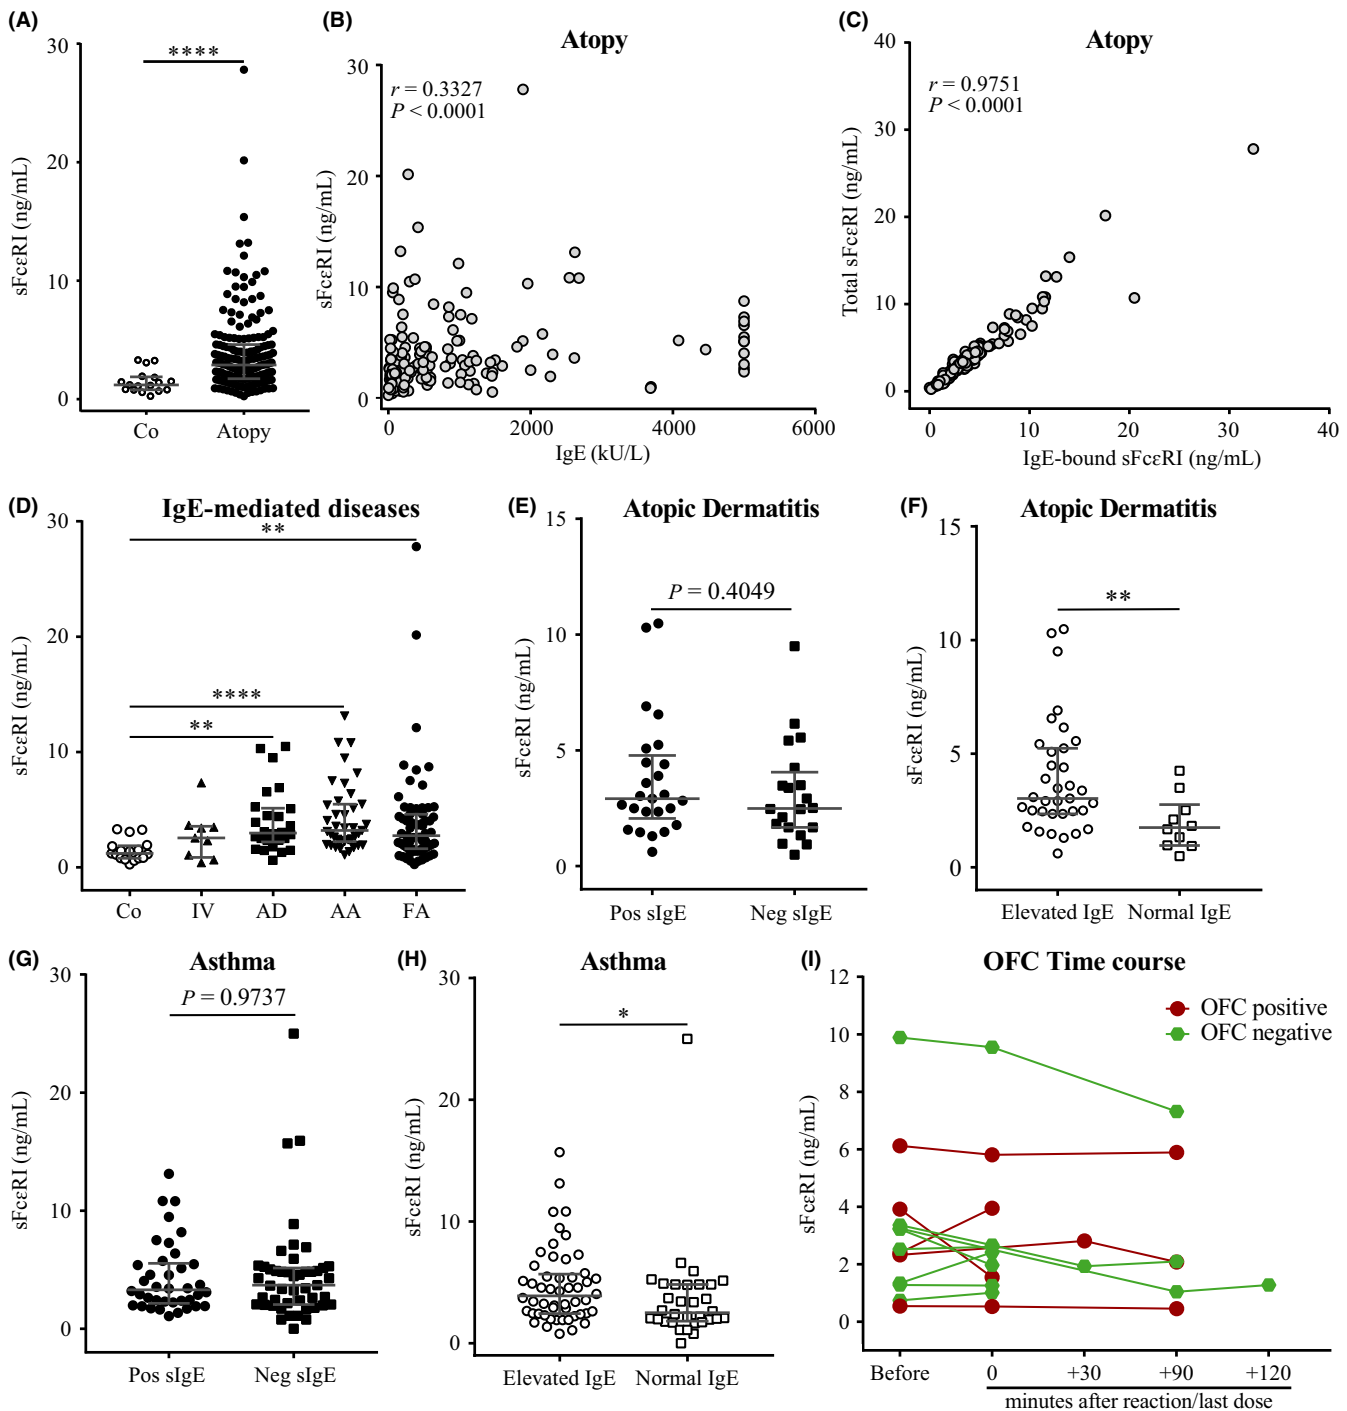 (A)
30
20
10
0
sFcεRI (ng/mL)
****
Co
Atopy
(B)
Atopy
r = 0.3327
P < 0.0001
30
20
10
0
sFcεRI (ng/mL)
0
2000
4000
6000
IgE (kU/L)
(C)
Atopy
r = 0.9751
P < 0.0001
40
30
20
10
0
Total sFcεRI (ng/mL)
0
10
20
30
40
IgE-bound sFcεRI (ng/mL)
(D)
IgE-mediated diseases
**
****
**
30
20
10
0
sFcεRI (ng/mL)
Co
IV
AD
AA
FA
(E)
Atopic Dermatitis
P = 0.4049
15
10
5
0
sFcεRI (ng/mL)
Pos sIgE
Neg sIgE
(F)
Atopic Dermatitis
**
15
10
5
0
sFcεRI (ng/mL)
Elevated IgE
Normal IgE
(G)
Asthma
P = 0.9737
30
20
10
0
sFcεRI (ng/mL)
Pos sIgE
Neg sIgE
(H)
Asthma
*
30
20
10
0
sFcεRI (ng/mL)
Elevated IgE
Normal IgE
(I)
OFC Time course
OFC positive
OFC negative
12
10
8
6
4
2
0
sFcεRI (ng/mL)
Before
0
+30
+90
+120
minutes after reaction/last dose